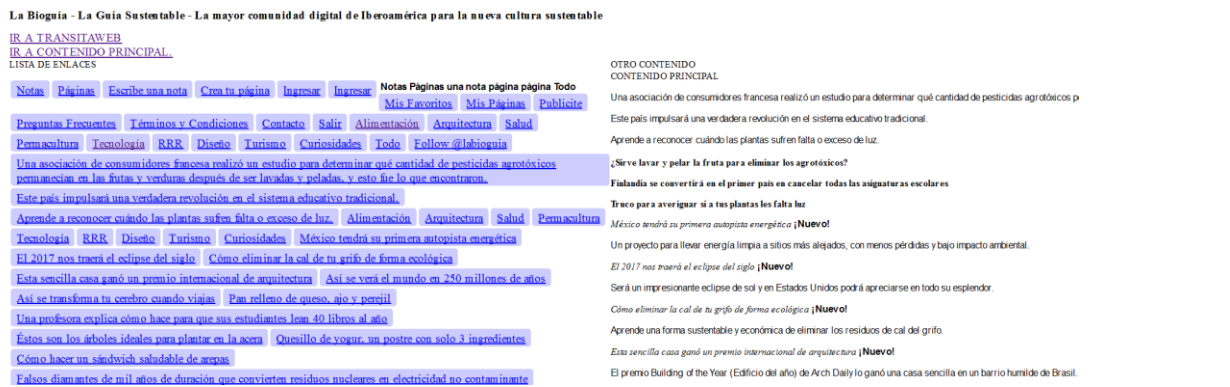 La Bioguía - La Guía Sustentable - La mayor comunidad digital de Iberoamérica para la nueva cultura sustentable
IR A TRANSITAWEB
IR A CONTENIDO PRINCIPAL.
LISTA DE ENLACES
Notas Páginas Escribe una nota Crea tu página Ingresar Ingresar Notas Páginas una nota página página Todo
Mis Favoritos Mis Páginas Publicite
Preguntas Frecuentes Términos y Condiciones Contacto Salir Alimentación Arquitectura Salud
Permacultura Tecnología RRR Diseño Turismo Curiosidades Todo Follow @labioguia
Una asociación de consumidores francesa realizó un estudio para determinar qué cantidad de pesticidas agrotóxicos
permanecían en las frutas y verduras después de ser lavadas y peladas, y esto fue lo que encontraron.
Este país impulsará una verdadera revolución en el sistema educativo tradicional.
Aprende a reconocer cuándo las plantas sufren falta o exceso de luz. Alimentación Arquitectura Salud Permacultura
Tecnología RRR Diseño Turismo Curiosidades México tendrá su primera autopista energética
El 2017 nos traerá el eclipse del siglo Cómo eliminar la cal de tu grifo de forma ecológica
Esta sencilla casa ganó un premio internacional de arquitectura Así se verá el mundo en 250 millones de años
Así se transforma tu cerebro cuando viajas Pan relleno de queso, ajo y perejil
Una profesora explica cómo hace para que sus estudiantes lean 40 libros al año
Éstos son los árboles ideales para plantar en la acera Quesillo de yogur, un postre con solo 3 ingredientes
Cómo hacer un sándwich saludable de arepas
Falsos diamantes de mil años de duración que convierten residuos nucleares en electricidad no contaminante
OTRO CONTENIDO
CONTENIDO PRINCIPAL
Una asociación de consumidores francesa realizó un estudio para determinar qué cantidad de pesticidas agrotóxicos
Este país impulsará una verdadera revolución en el sistema educativo tradicional.
Aprende a reconocer cuándo las plantas sufren falta o exceso de luz.
¿Sirve lavar y pelar la fruta para eliminar los agrotóxicos?
Finlandia se convertirá en el primer país en cancelar todas las asignaturas escolares
Truco para averiguar si a tus plantas les falta luz
México tendrá su primera autopista energética ¡Nuevo!
Un proyecto para llevar energía limpia a sitios más alejados, con menos pérdidas y bajo impacto ambiental.
El 2017 nos traerá el eclipse del siglo ¡Nuevo!
Será un impresionante eclipse de sol y en Estados Unidos podrá apreciarse en todo su esplendor.
Cómo eliminar la cal de tu grifo de forma ecológica ¡Nuevo!
Aprende una forma sustentable y económica de eliminar los residuos de cal del grifo.
Esta sencilla casa ganó un premio internacional de arquitectura ¡Nuevo!
El premio Building of the Year (Edificio del año) de Arch Daily lo ganó una casa sencilla en un barrio humilde de Brasil.